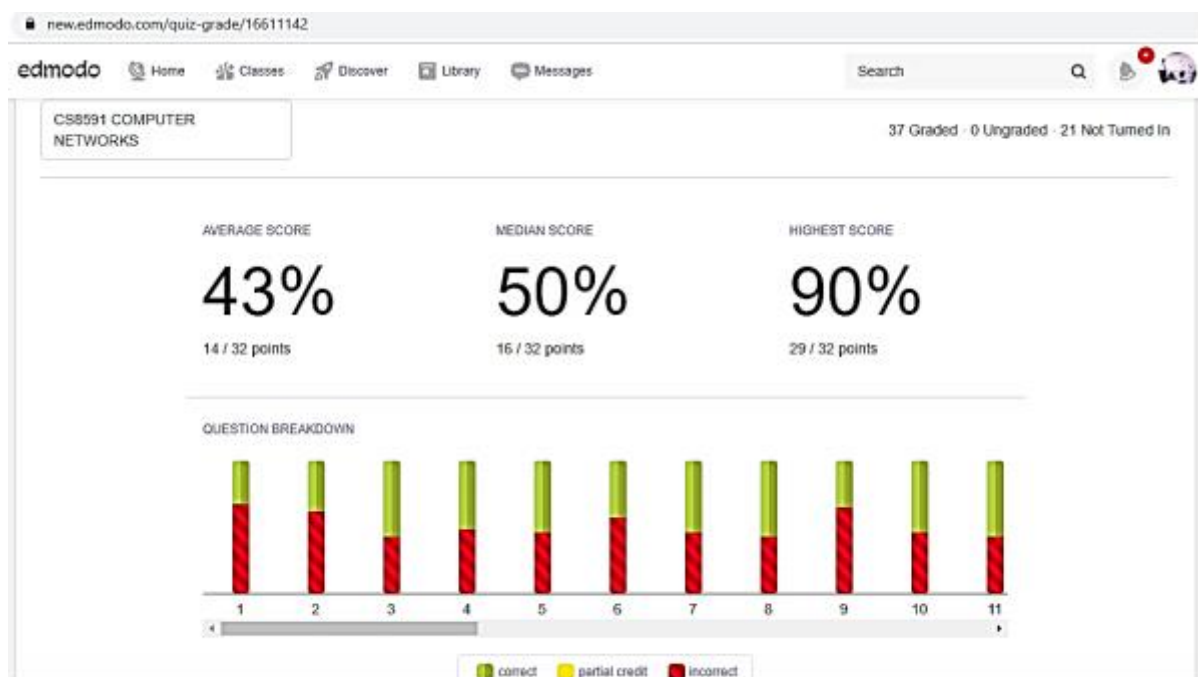 new.edmodo.com/quiz-grade/16611142
edmodo Home Classes Discover Library Messages Search
CS8591 COMPUTER
NETWORKS
37 Graded · 0 Ungraded · 21 Not Turned In
AVERAGE SCORE MEDIAN SCORE HIGHEST SCORE
43% 50% 90%
14 / 32 points 16 / 32 points 29 / 32 points
QUESTION BREAKDOWN
1 2 3 4 5 6 7 8 9 10 11
correct partial credit incorrect